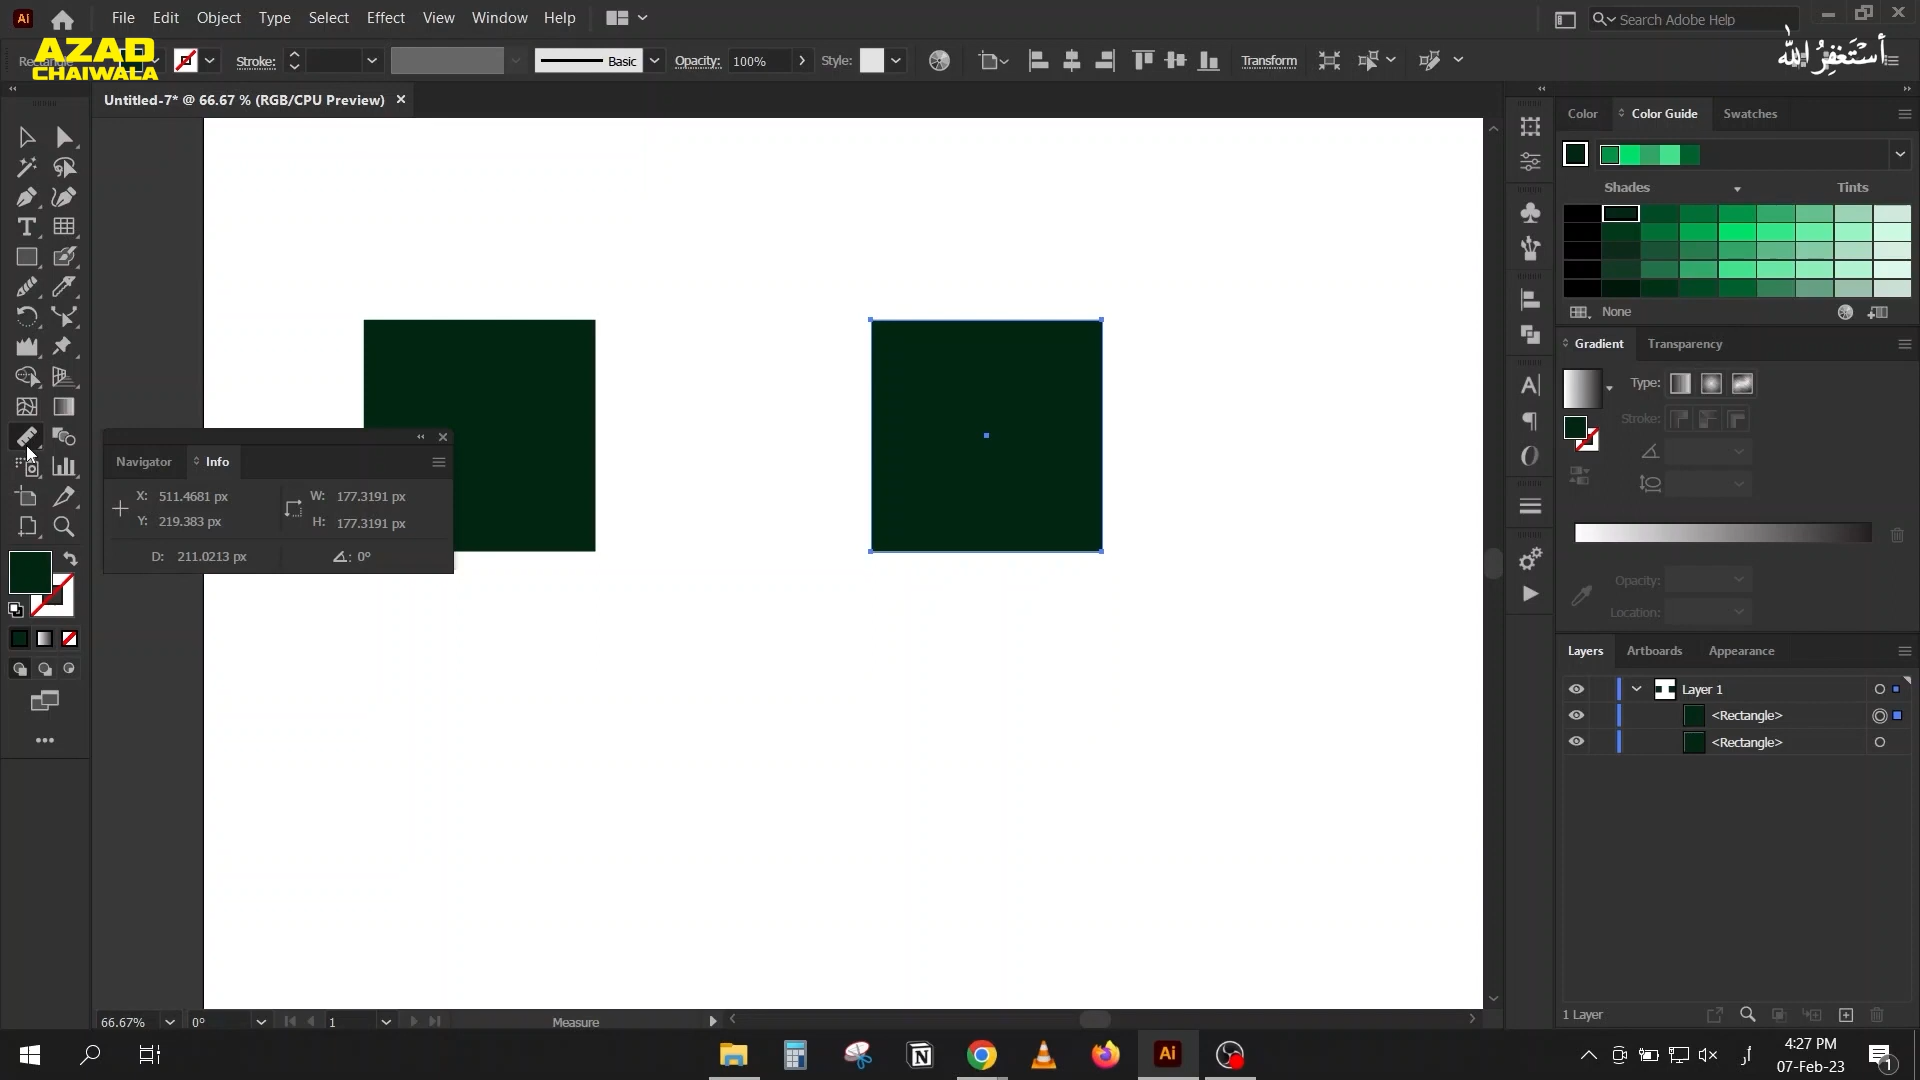 File Edit Object Type Select Effect View Window Help
Search Adobe Help
AZAD
CHAIWALA
أستغفر الله
Rectangle
Stroke:
Basic
Opacity:
100%
Style:
Transform
Untitled-7* @ 66.67 % (RGB/CPU Preview)
Color
Color Guide
Swatches
Shades
Tints
None
Gradient
Transparency
Type:
Stroke:
Navigator
Info
X: 511.4681 px
W: 177.3191 px
Y: 219.383 px
H: 177.3191 px
D: 211.0213 px
: 0°
Opacity:
Location:
Layers
Artboards
Appearance
Layer 1
<Rectangle>
<Rectangle>
1 Layer
66.67%
0°
1
Measure
4:27 PM
07-Feb-23
1